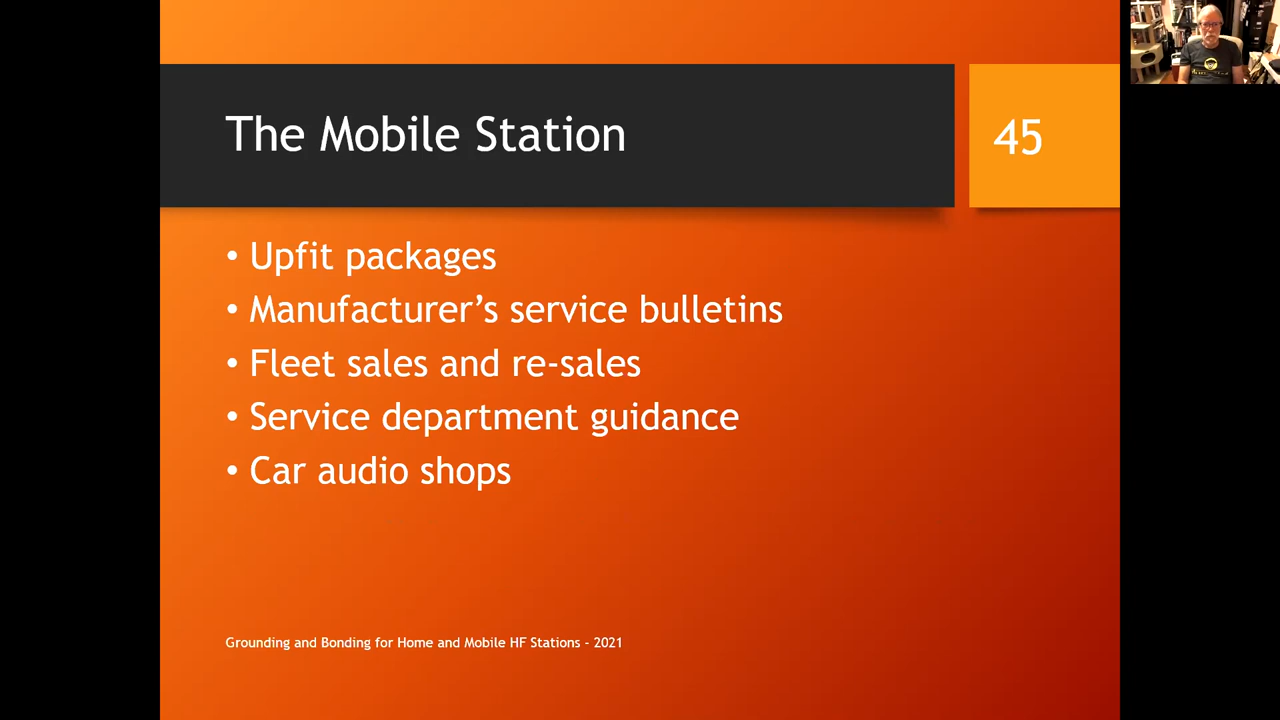 The Mobile Station
45
• Upfit packages
• Manufacturer’s service bulletins
• Fleet sales and re-sales
• Service department guidance
• Car audio shops
Grounding and Bonding for Home and Mobile HF Stations - 2021